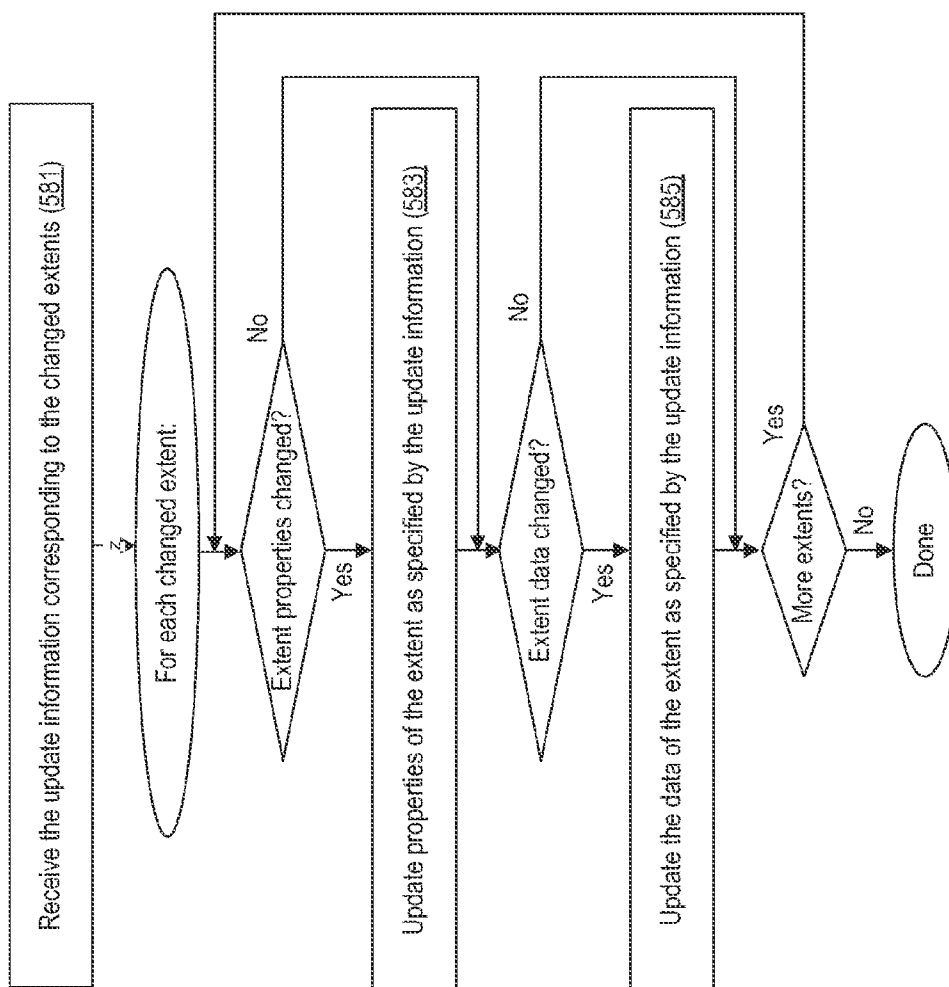 Receive the update information corresponding to the changed extents (581)
For each changed extent:
Extent properties changed?
No
Yes
Update properties of the extent as specified by the update information (583)
Extent data changed?
No
Yes
Update the data of the extent as specified by the update information (585)
More extents?
Yes
No
Done